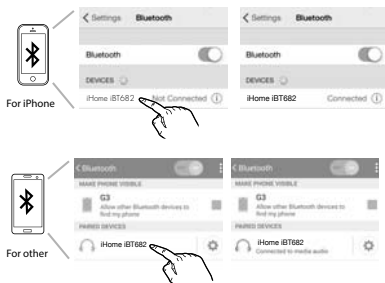 Settings Bluetooth
Bluetooth
DEVICES
iHome iBT682 Not Connected
For iPhone
Settings Bluetooth
Bluetooth
DEVICES
iHome iBT682 Connected
Bluetooth
MAKE PHONE VISIBLE
G3
Allow other Bluetooth devices to
find my phone
PAIRED DEVICES
iHome iBT682
For other
Bluetooth
MAKE PHONE VISIBLE
G3
Allow other Bluetooth devices to
find my phone
PAIRED DEVICES
iHome iBT682
Connected to media audio